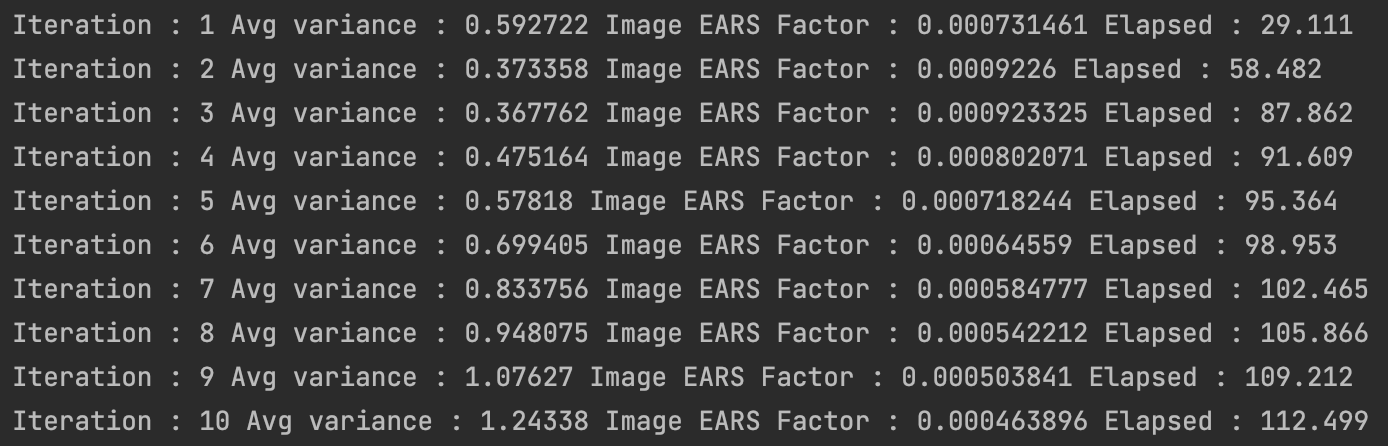 Iteration : 1 Avg variance : 0.592722 Image EARS Factor : 0.000731461 Elapsed : 29.111
Iteration : 2 Avg variance : 0.373358 Image EARS Factor : 0.0009226 Elapsed : 58.482
Iteration : 3 Avg variance : 0.367762 Image EARS Factor : 0.000923325 Elapsed : 87.862
Iteration : 4 Avg variance : 0.475164 Image EARS Factor : 0.000802071 Elapsed : 91.609
Iteration : 5 Avg variance : 0.57818 Image EARS Factor : 0.000718244 Elapsed : 95.364
Iteration : 6 Avg variance : 0.699405 Image EARS Factor : 0.00064559 Elapsed : 98.953
Iteration : 7 Avg variance : 0.833756 Image EARS Factor : 0.000584777 Elapsed : 102.465
Iteration : 8 Avg variance : 0.948075 Image EARS Factor : 0.000542212 Elapsed : 105.866
Iteration : 9 Avg variance : 1.07627 Image EARS Factor : 0.000503841 Elapsed : 109.212
Iteration : 10 Avg variance : 1.24338 Image EARS Factor : 0.000463896 Elapsed : 112.499